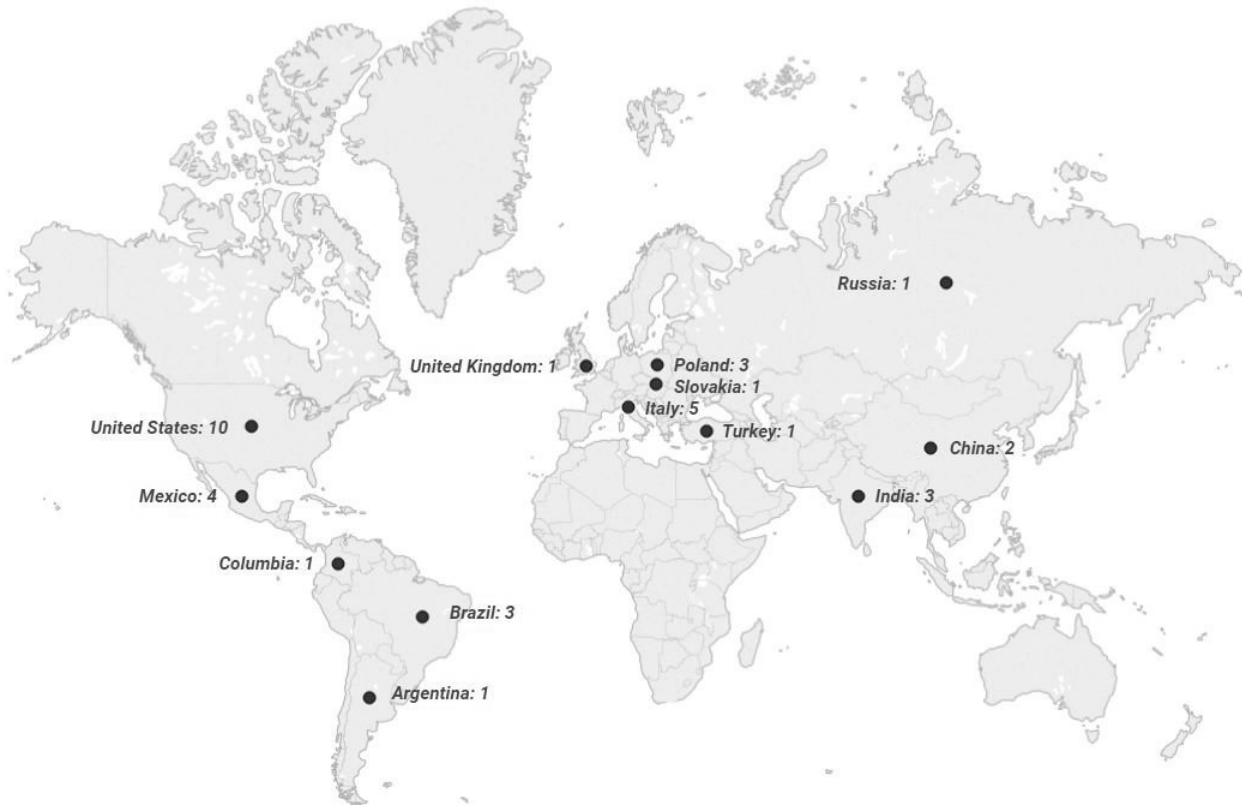 Russia: 1
United Kingdom: 1
Poland: 3
Slovakia: 1
Italy: 5
United States: 10
Turkey: 1
China: 2
Mexico: 4
India: 3
Columbia: 1
Brazil: 3
Argentina: 1